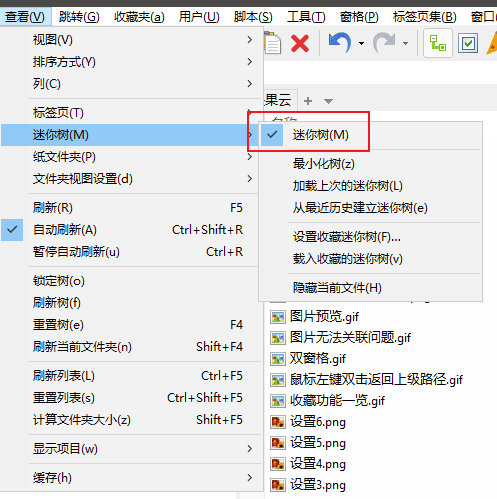 查看(V) 跳转(G) 收藏夹(a) 用户(U) 脚本(S) 工具(T) 窗格(P) 标签页集(B) 窗口
视图(V)
排序方式(Y)
列(C)
标签页(T)
迷你树(M)
纸文件夹(P)
文件夹视图设置(d)
刷新(R) F5
自动刷新(A) Ctrl+Shift+R
暂停自动刷新(u) Ctrl+R
锁定树(o)
刷新树(f)
重置树(e) F4
刷新当前文件夹(n) Shift+F4
刷新列表(L) Ctrl+F5
重置列表(s) Ctrl+Shift+F5
计算文件夹大小(z) Shift+F5
显示项目(w)
缓存(h)
果云
迷你树(M)
最小化树(z)
加载上次的迷你树(L)
从最近历史建立迷你树(e)
设置收藏迷你树(F)...
载入收藏的迷你树(v)
隐藏当前文件(H)
图片预览.gif
图片无法关联问题.gif
双窗格.gif
鼠标左键双击返回上级路径.gif
收藏功能一览.gif
设置6.png
设置5.png
设置4.png
设置3.png